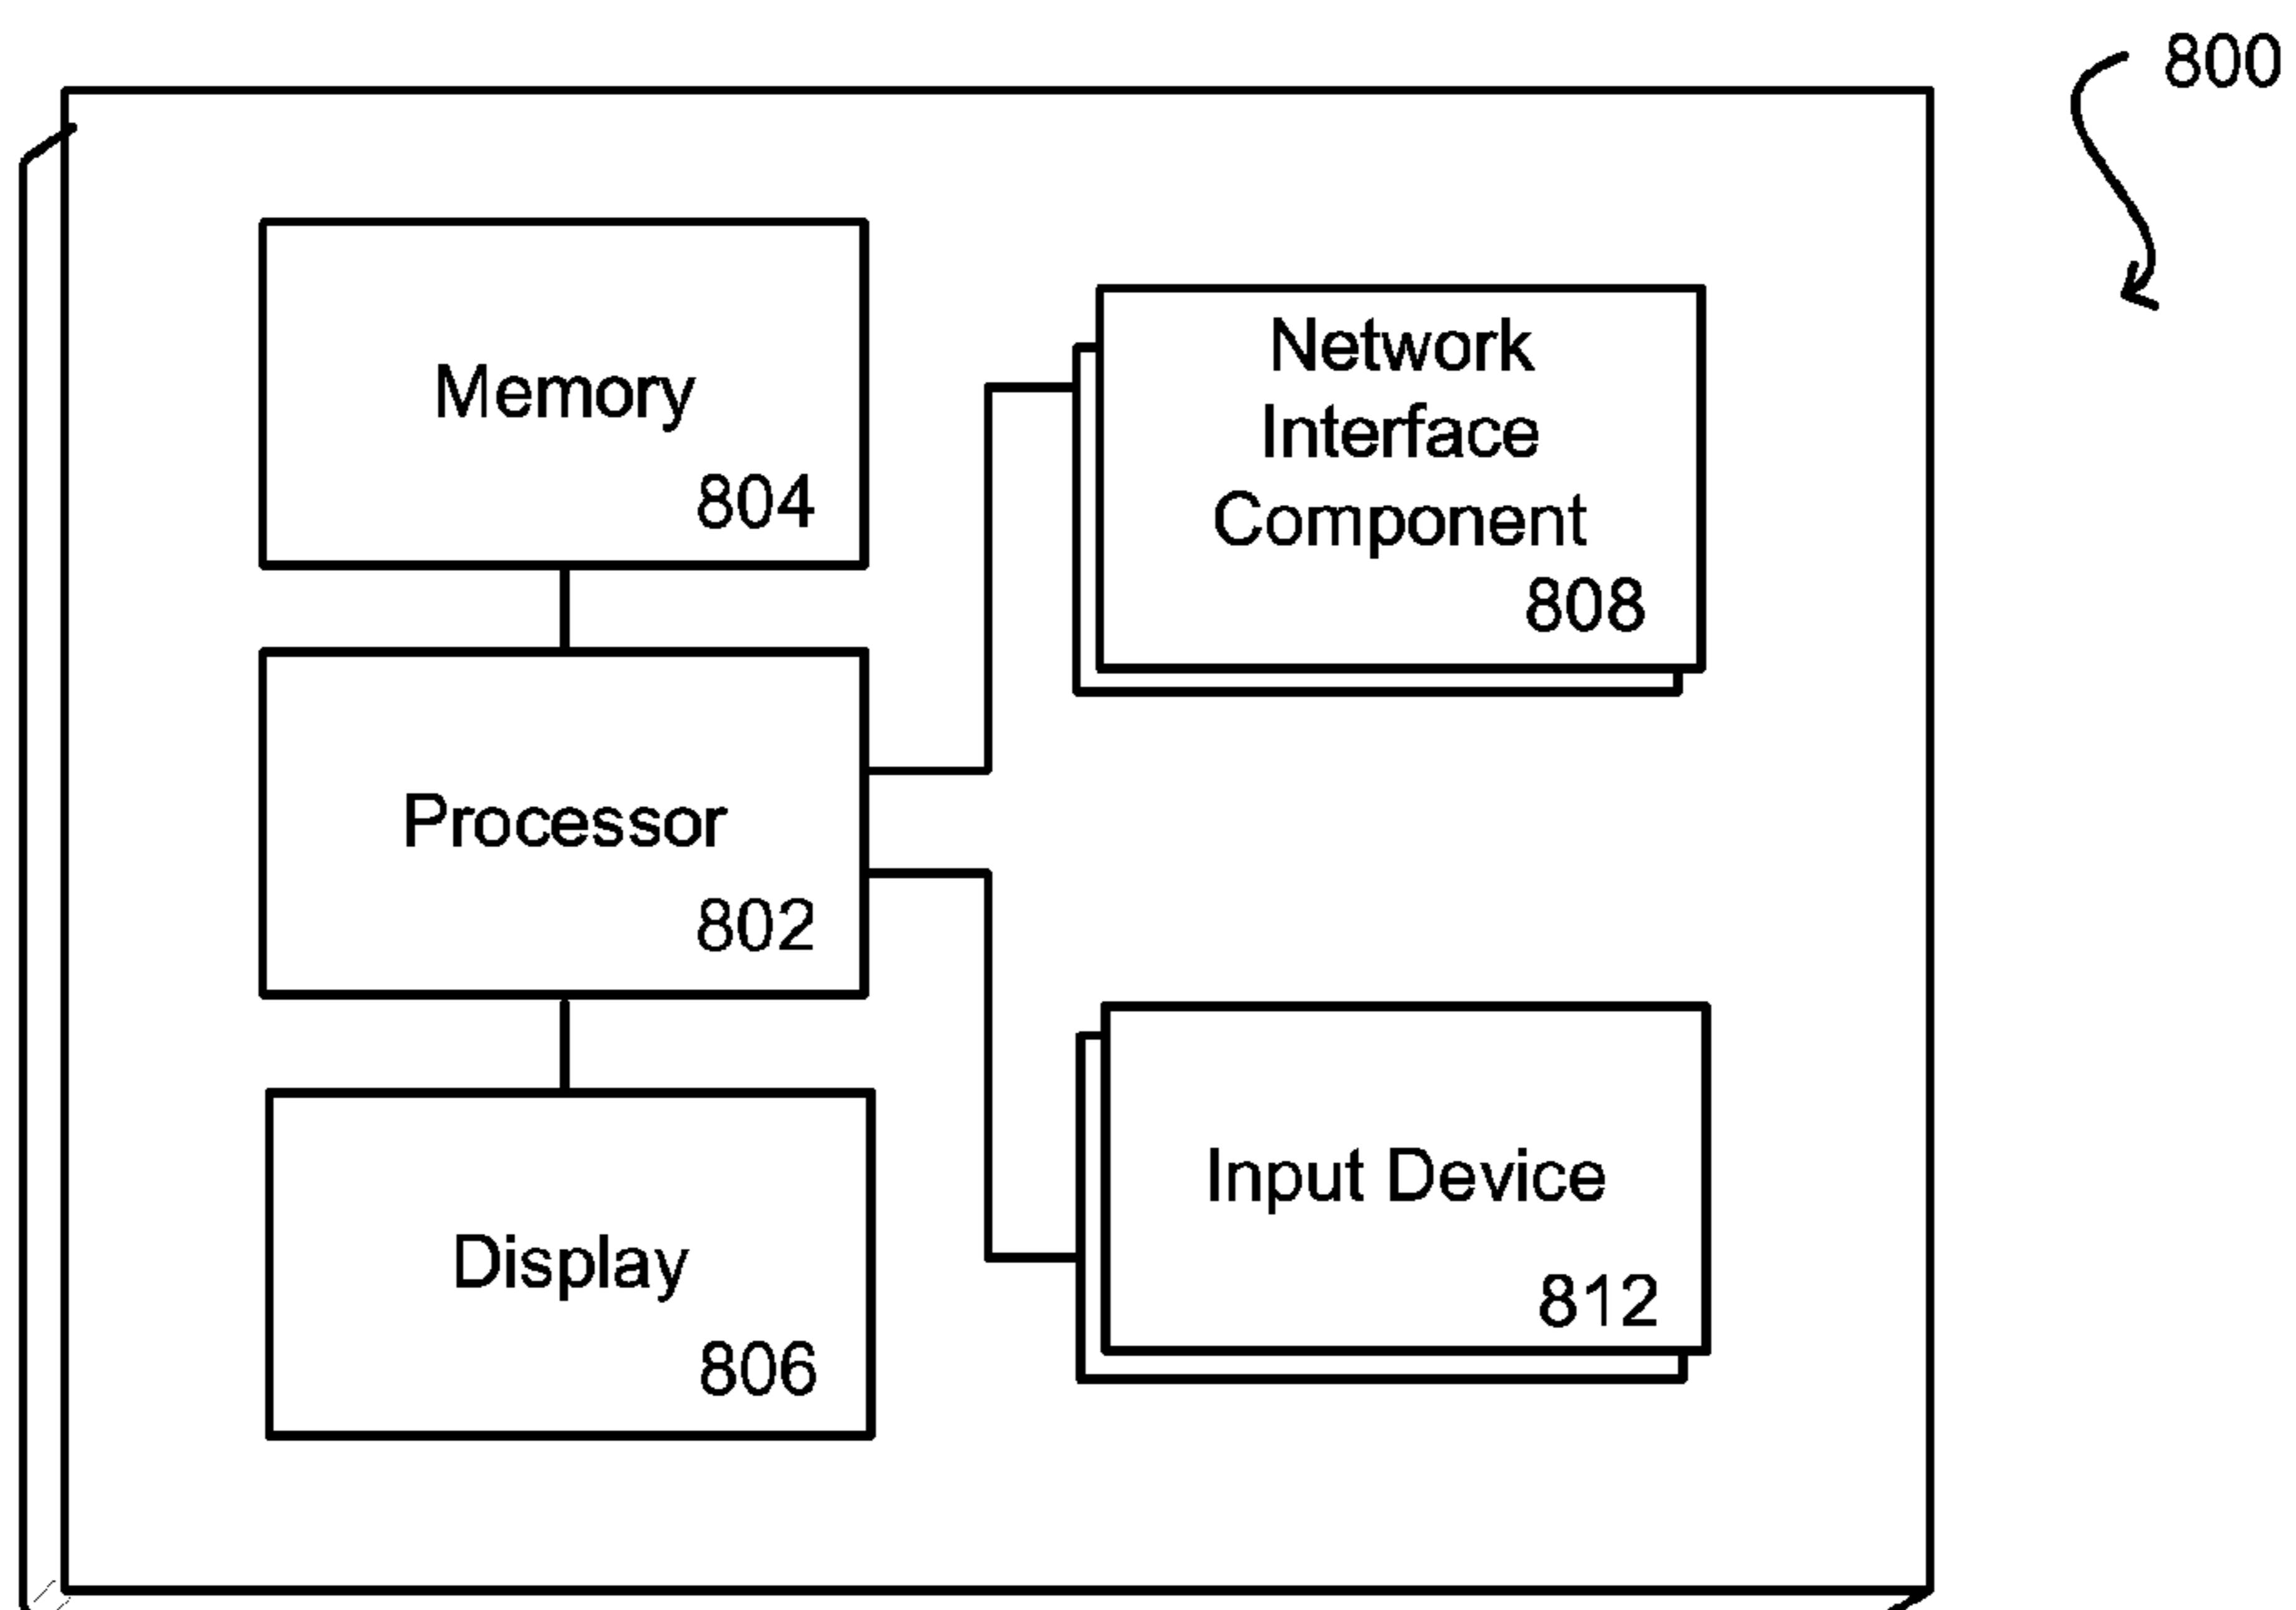 800
Memory
804
Network
Interface
Component
808
Processor
802
Input Device
812
Display
806